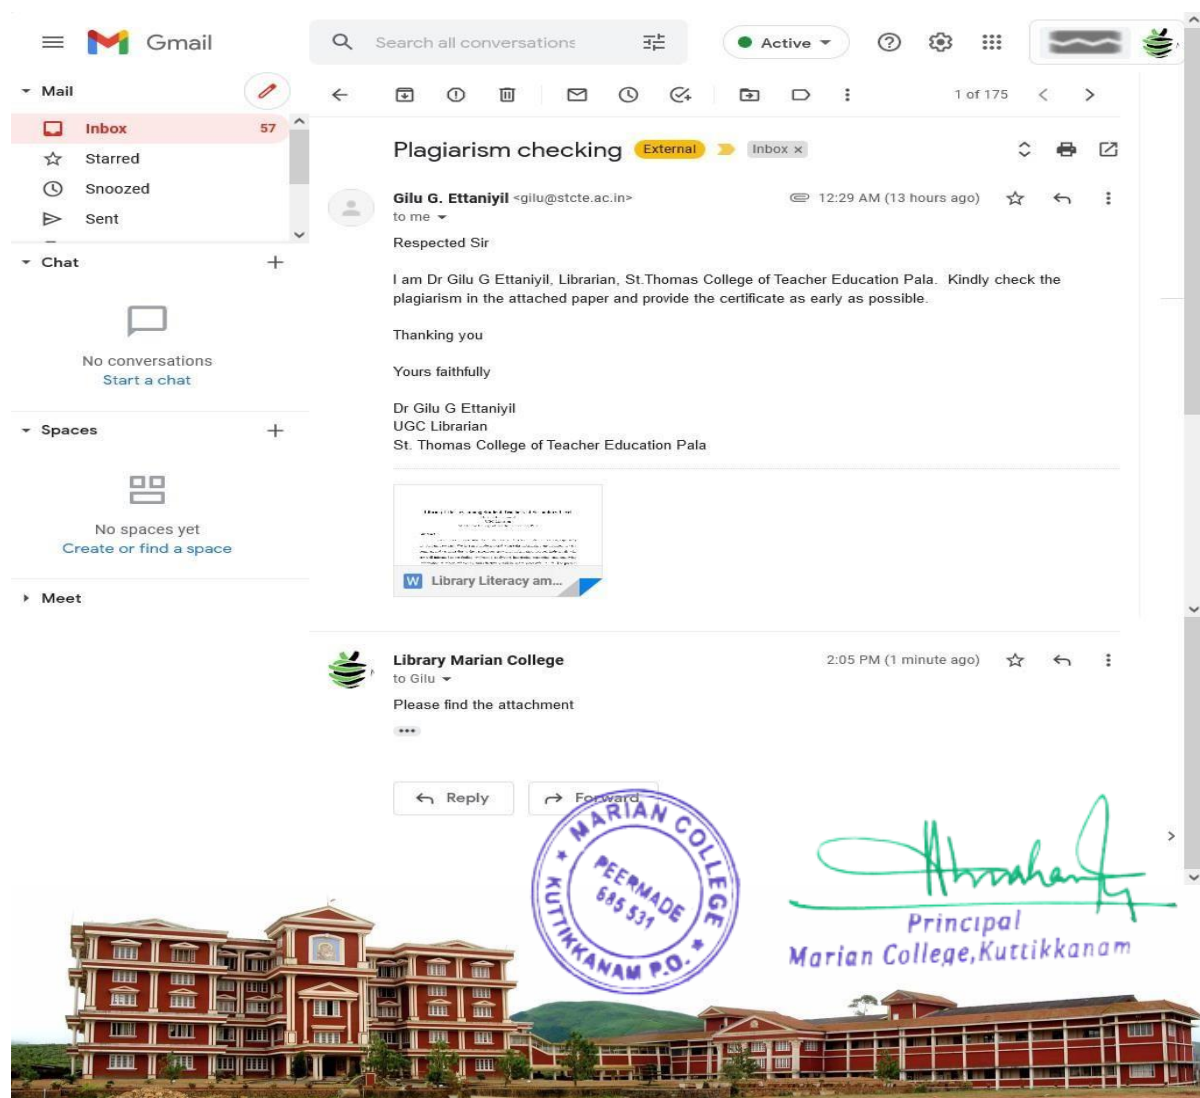 Gmail
Search all conversations
Active
Mail
1 of 175
Inbox 57
Starred
Snoozed
Sent
Plagiarism checking External Inbox x
Gilu G. Ettaniyil <gilu@stcte.ac.in> 12:29 AM (13 hours ago)
to me
Respected Sir
Chat
I am Dr Gilu G Ettaniyil, Librarian, St.Thomas College of Teacher Education Pala. Kindly check the
plagiarism in the attached paper and provide the certificate as early as possible.
Thanking you
No conversations
Start a chat
Yours faithfully
Dr Gilu G Ettaniyil
UGC Librarian
St. Thomas College of Teacher Education Pala
Spaces
No spaces yet
Create or find a space
W Library Literacy am...
Meet
Library Marian College 2:05 PM (1 minute ago)
to Gilu
Please find the attachment
Reply
Forward
MARIAN COLLEGE
PEERMADE
685 531
KUTTIKKANAM P.O.
Principal
Marian College,Kuttikkanam